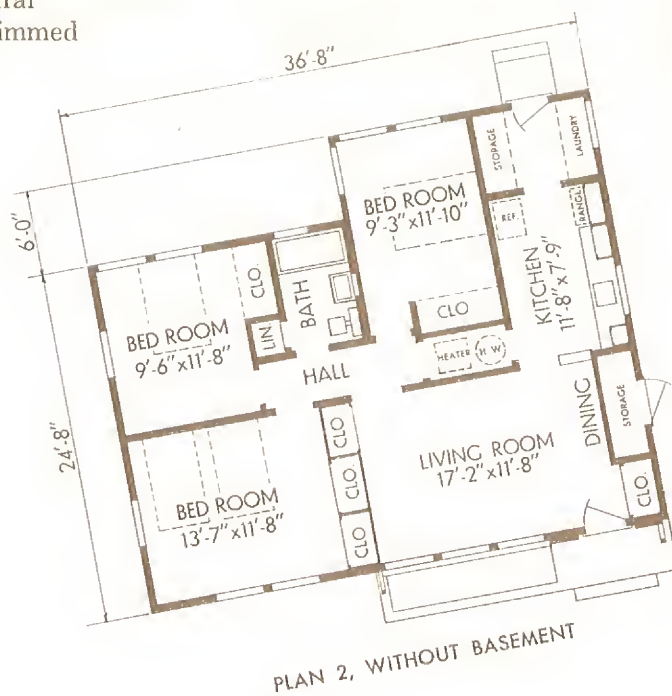 immed
36'-8"
6'-0"
24'-8"
BED ROOM
9'-3"x11'-10"
STORAGE
LAUNDRY
REF.
RANGE
KITCHEN
11'-8"x7'-9"
CLO
BATH
CLO.
LIN.
BED ROOM
9'-6"x11'-8"
HALL
HEATER
H W
DINING
STORAGE
LIVING ROOM
17'-2"x11'-8"
CLO.
CLO
CLO
CLO
BED ROOM
13'-7"x11'-8"
PLAN 2, WITHOUT BASEMENT